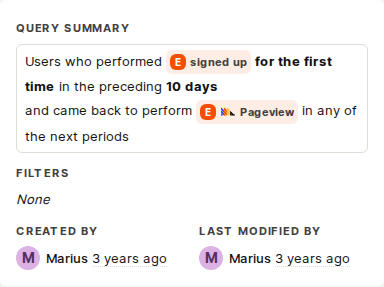 QUERY SUMMARY
Users who performed E signed up for the first
time in the preceding 10 days
and came back to perform E Pageview in any of
the next periods
FILTERS
None
CREATED BY LAST MODIFIED BY
M Marius 3 years ago M Marius 3 years ago